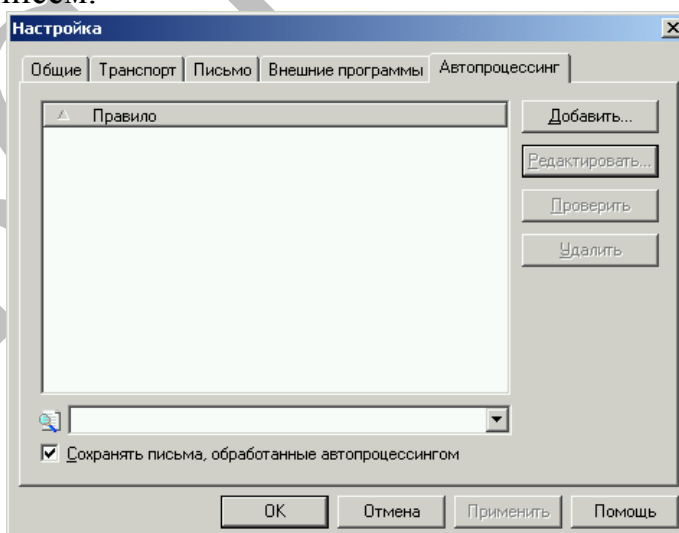 Настройка
Общие Транспорт Письмо Внешние программы Автопроцессинг
Правило Добавить...
Редактировать...
Проверить
Удалить
Сохранять письма, обработанные автопроцессингом
OK Отмена Применить Помощь